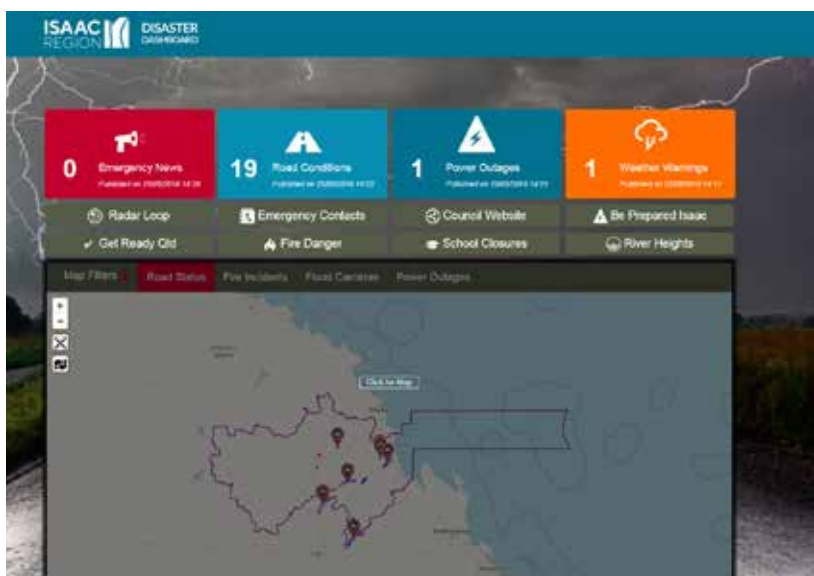 ISAAC
REGION
DISASTER
DASHBOARD
0
Emergency News
19
Road Conditions
1
Power Outages
1
Weather Warnings
Radar Loop
Emergency Contacts
Council Website
Be Prepared Isaac
Get Ready Qld
Fire Danger
School Closures
River Heights
Map Filters
Road Status
Fire Incidents
Flood Cameras
Power Outages
+
-
Click for Map